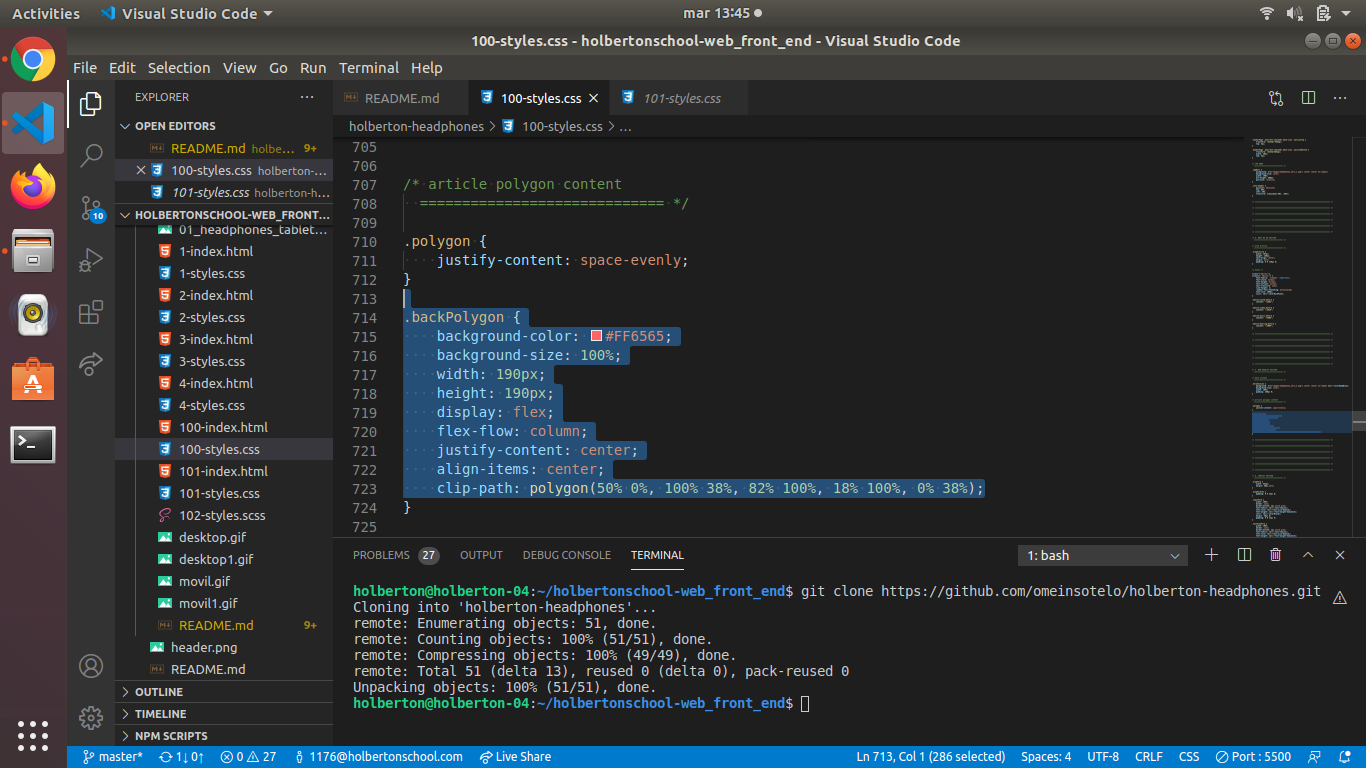 Activities
Visual Studio Code
mar 13:45
100-styles.css - holbertonschool-web_front_end - Visual Studio Code
File Edit Selection View Go Run Terminal Help
EXPLORER
OPEN EDITORS
README.md holbe... 9+
100-styles.css holberton-...
101-styles.css holberton-h...
HOLBERTONSCHOOL-WEB_FRONT...
01_headphones_tablet...
1-index.html
1-styles.css
2-index.html
2-styles.css
3-index.html
3-styles.css
4-index.html
4-styles.css
100-index.html
100-styles.css
101-index.html
101-styles.css
102-styles.scss
desktop.gif
desktop1.gif
movil.gif
movil1.gif
README.md 9+
header.png
README.md
OUTLINE
TIMELINE
NPM SCRIPTS
10
README.md
100-styles.css
101-styles.css
holberton-headphones > 100-styles.css > ...
705
706
707 /* article polygon content
708 ============================= */
709
710 .polygon {
711 justify-content: space-evenly;
712 }
713
714 .backPolygon {
715 background-color: #FF6565;
716 background-size: 100%;
717 width: 190px;
718 height: 190px;
719 display: flex;
720 flex-flow: column;
721 justify-content: center;
722 align-items: center;
723 clip-path: polygon(50% 0%, 100% 38%, 82% 100%, 18% 100%, 0% 38%);
724 }
725
PROBLEMS 27 OUTPUT DEBUG CONSOLE TERMINAL
1: bash
holberton@holberton-04:~/holbertonschool-web_front_end$ git clone https://github.com/omeinsotelo/holberton-headphones.git
Cloning into 'holberton-headphones'...
remote: Enumerating objects: 51, done.
remote: Counting objects: 100% (51/51), done.
remote: Compressing objects: 100% (49/49), done.
remote: Total 51 (delta 13), reused 0 (delta 0), pack-reused 0
Unpacking objects: 100% (51/51), done.
holberton@holberton-04:~/holbertonschool-web_front_end$
master* 1↓ 0↑ 0 27 1176@holbertonschool.com Live Share Ln 713, Col 1 (286 selected) Spaces: 4 UTF-8 CRLF CSS Port : 5500